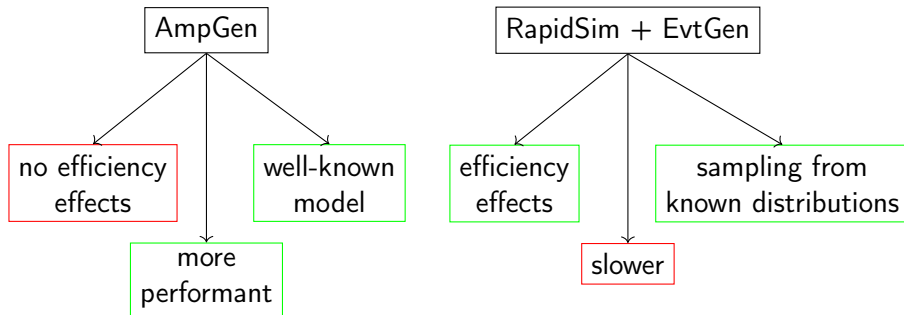 AmpGen
no efficiency
effects
more
performant
well-known
model
RapidSim + EvtGen
efficiency
effects
slower
sampling from
known distributions